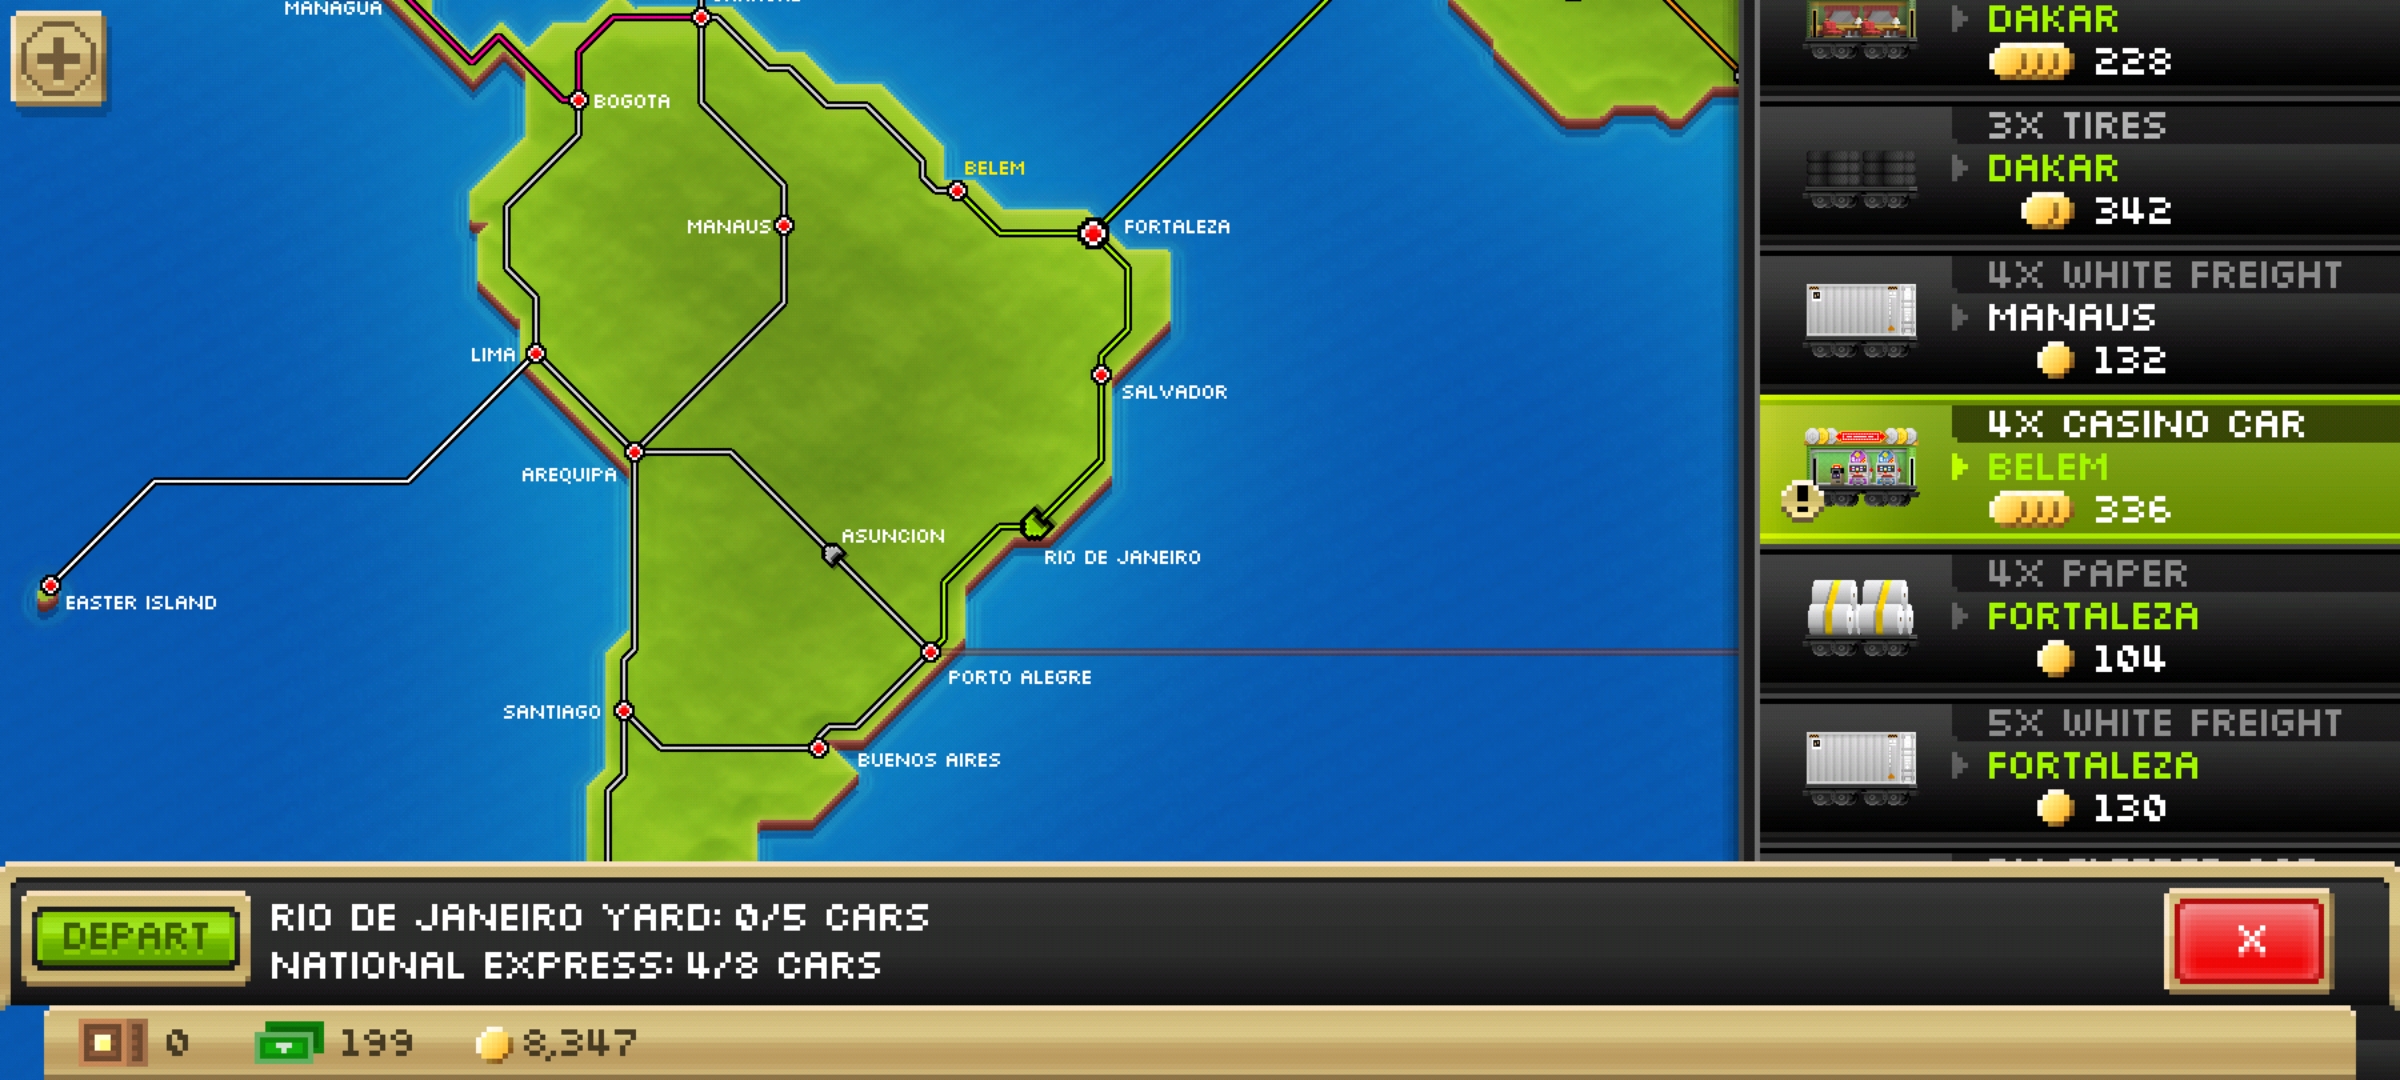 MANAGUA
BOGOTA
BELEM
MANAUS
FORTALEZA
LIMA
SALVADOR
AREQUIPA
ASUNCION
RIO DE JANEIRO
EASTER ISLAND
PORTO ALEGRE
SANTIAGO
BUENOS AIRES
DAKAR
228
3X TIRES
DAKAR
342
4X WHITE FREIGHT
MANAUS
132
4X CASINO CAR
BELEM
336
4X PAPER
FORTALEZA
104
5X WHITE FREIGHT
FORTALEZA
130
DEPART
RIO DE JANEIRO YARD: 0/5 CARS
NATIONAL EXPRESS: 4/8 CARS
X
0
199
8,347